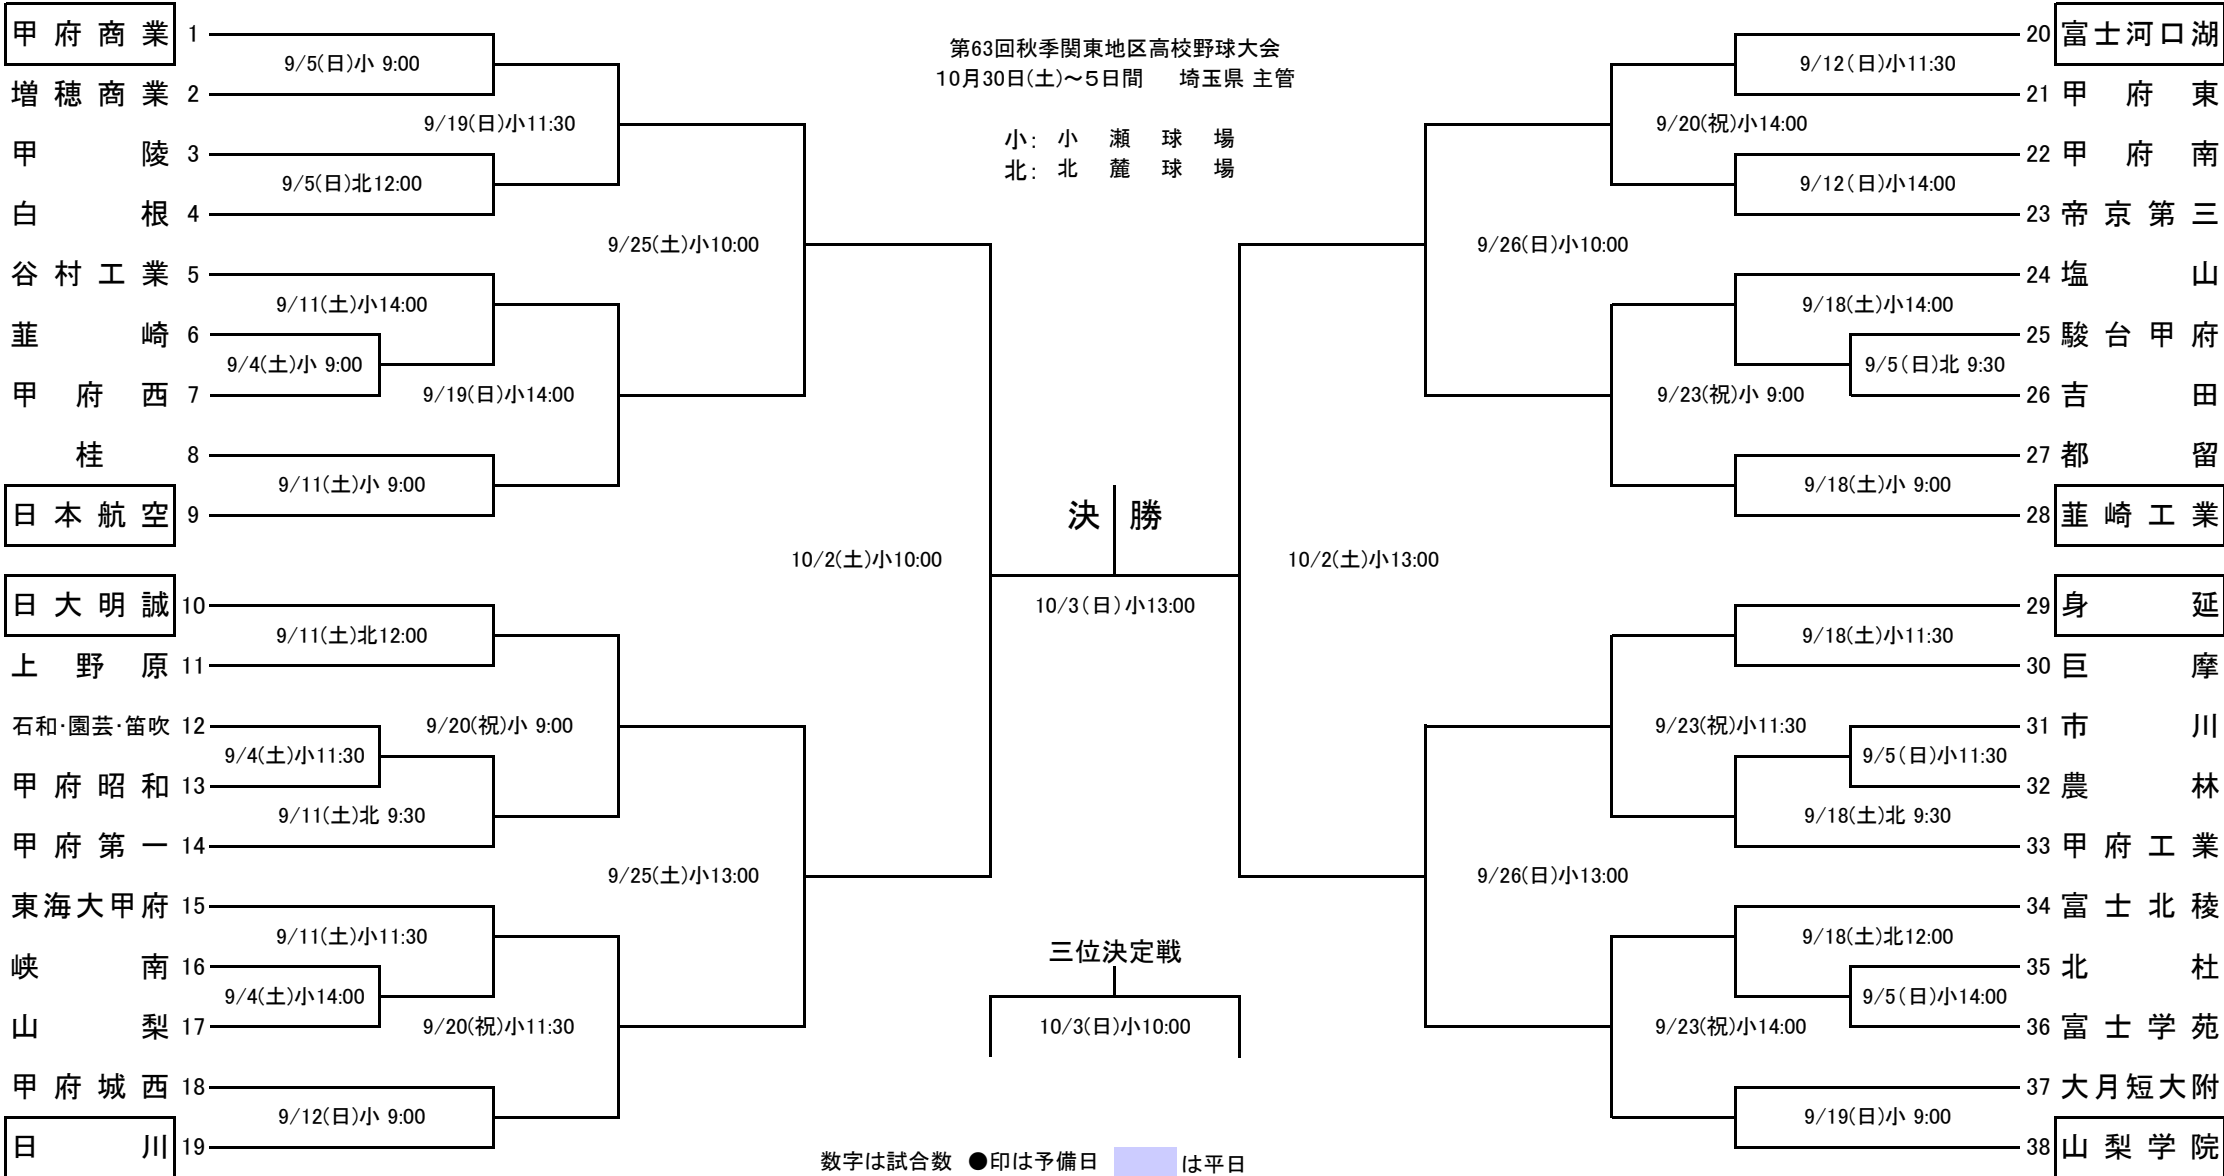 第63回秋季関東地区高校野球大会
10月30日(土)～5日間 埼玉県 主管
小: 小瀬球場
北: 北麓球場
甲府商業 1
9/5(日)小 9:00
増穂商業 2
9/19(日)小11:30
甲陵 3
9/5(日)北12:00
白根 4
9/25(土)小10:00
谷村工業 5
9/11(土)小14:00
韮崎 6
9/4(土)小 9:00
甲府西 7
9/19(日)小14:00
桂 8
9/11(土)小 9:00
日本航空 9
10/2(土)小10:00
日大明誠 10
9/11(土)北12:00
上野原 11
石和・園芸・笛吹 12
9/20(祝)小 9:00
9/4(土)小11:30
甲府昭和 13
9/11(土)北 9:30
甲府第一 14
9/25(土)小13:00
東海大甲府 15
9/11(土)小11:30
峡南 16
9/4(土)小14:00
山梨 17
9/20(祝)小11:30
甲府城西 18
9/12(日)小 9:00
日川 19
決勝
10/3(日)小13:00
三位決定戦
10/3(日)小10:00
20 富士河口湖
9/12(日)小11:30
21 甲府東
9/20(祝)小14:00
22 甲府南
9/12(日)小14:00
23 帝京第三
9/26(日)小10:00
24 塩山
9/18(土)小14:00
25 駿台甲府
9/5(日)北 9:30
26 吉田
9/23(祝)小 9:00
27 都留
9/18(土)小 9:00
28 韮崎工業
10/2(土)小13:00
29 身延
9/18(土)小11:30
30 巨摩
9/23(祝)小11:30
31 市川
9/5(日)小11:30
32 農林
9/18(土)北 9:30
33 甲府工業
9/26(日)小13:00
34 富士北稜
9/18(土)北12:00
35 北杜
9/5(日)小14:00
36 富士学苑
9/23(祝)小14:00
37 大月短大附
9/19(日)小 9:00
38 山梨学院
数字は試合数 ●印は予備日 は平日